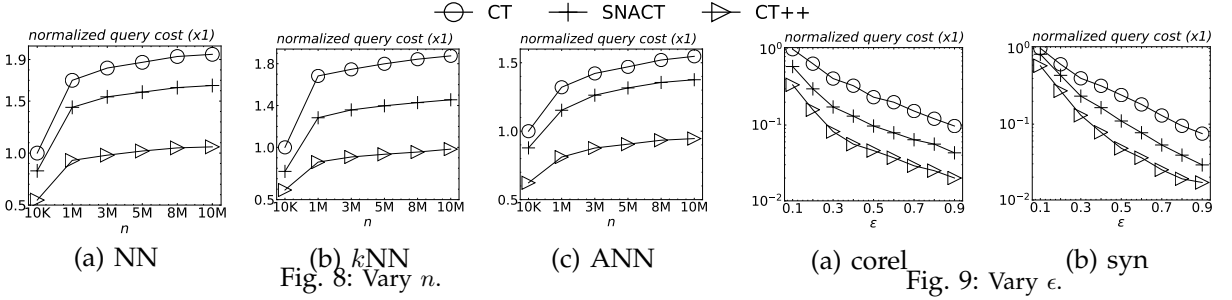 CT SNACT CT++
normalized query cost (x1)
1.9
1.5
1.0
0.5
10K 1M 3M 5M 8M 10M
n
(a) NN
normalized query cost (x1)
1.8
1.4
1.0
0.5
10K 1M 3M 5M 8M 10M
n
(b) kNN
normalized query cost (x1)
1.5
1.0
0.5
10K 1M 3M 5M 8M 10M
n
(c) ANN
Fig. 8: Vary n.
normalized query cost (x1)
10⁰
10⁻¹
10⁻²
0.1 0.3 0.5 0.7 0.9
ε
(a) corel
normalized query cost (x1)
10⁰
10⁻¹
10⁻²
0.1 0.3 0.5 0.7 0.9
ε
(b) syn
Fig. 9: Vary ϵ.